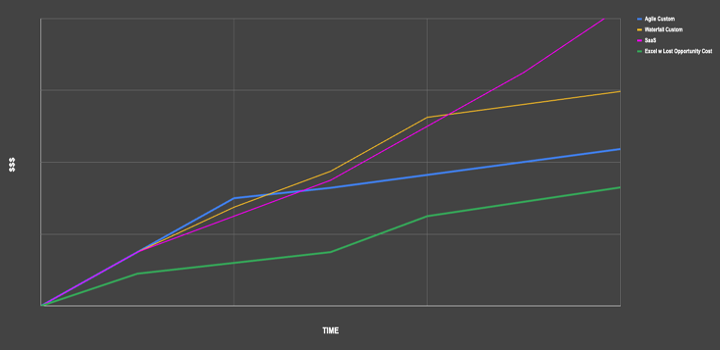 Agile Custom
Waterfall Custom
SaaS
Excel w Lost Opportunity Cost
$$$
TIME